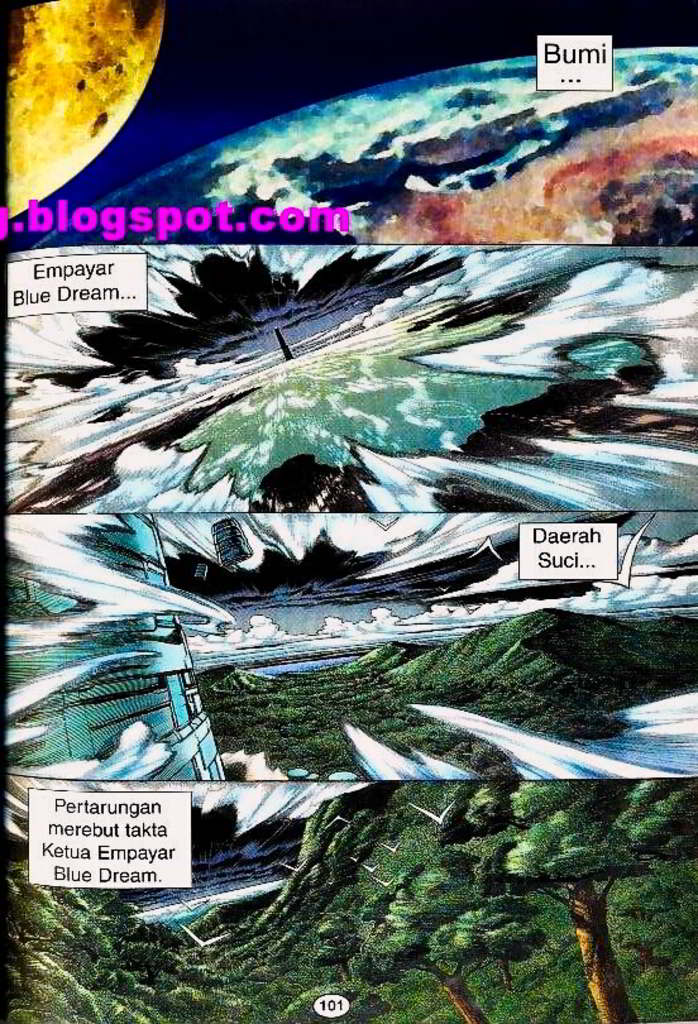 Bumi
...
g.blogspot.com
Empayar
Blue Dream...
Daerah
Suci...
Pertarungan
merebut takta
Ketua Empayar
Blue Dream.
101